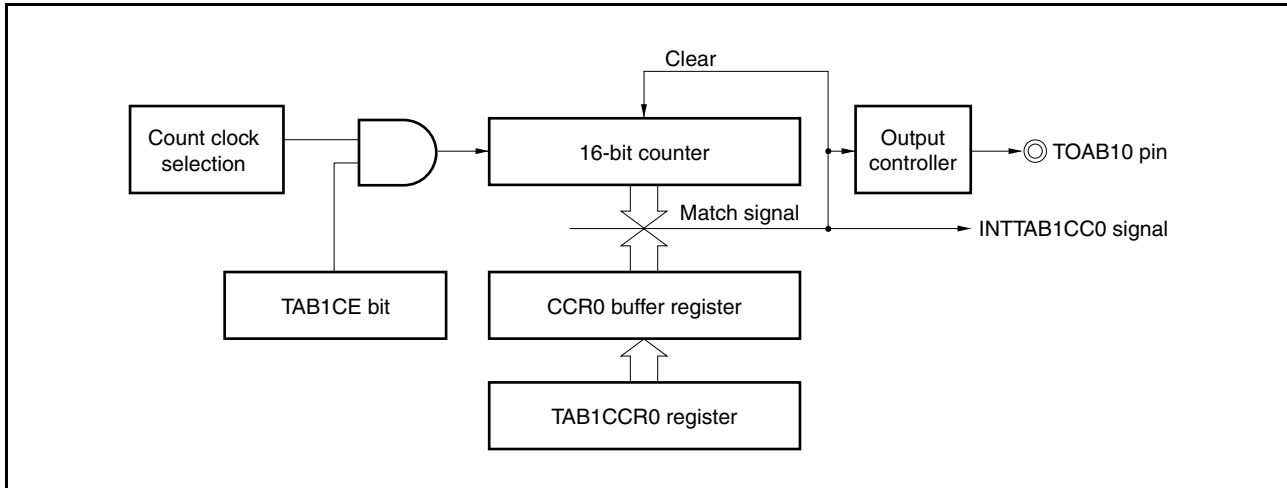 Clear
Count clock
selection
16-bit counter
Output
controller
TOAB10 pin
Match signal
INTTAB1CC0 signal
TAB1CE bit
CCR0 buffer register
TAB1CCR0 register